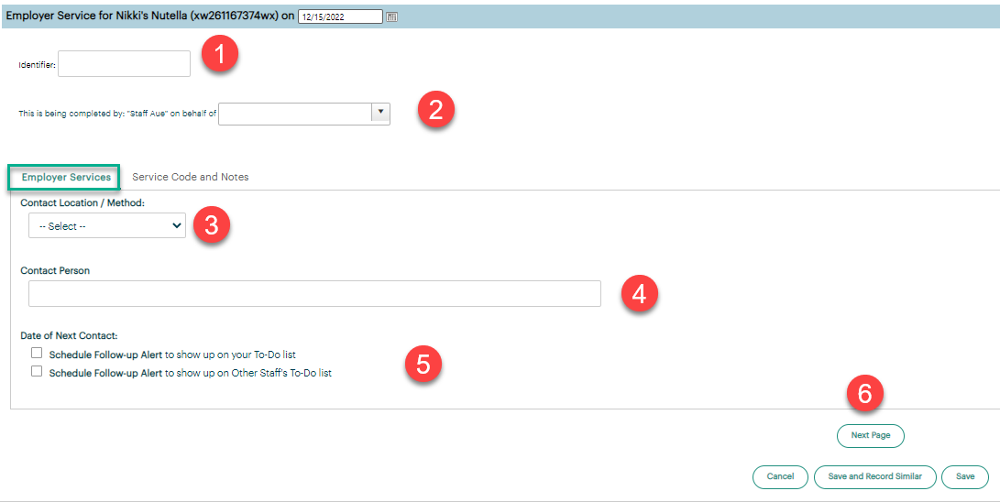 Employer Service for Nikki's Nutella (xw261167374wx) on 12/15/2022
Identifier: 1
This is being completed by: "Staff Aue" on behalf of 2
Employer Services Service Code and Notes
Contact Location / Method:
-- Select -- 3
Contact Person
4
Date of Next Contact:
Schedule Follow-up Alert to show up on your To-Do list
5
Schedule Follow-up Alert to show up on Other Staff's To-Do list
6
Next Page
Cancel Save and Record Similar Save